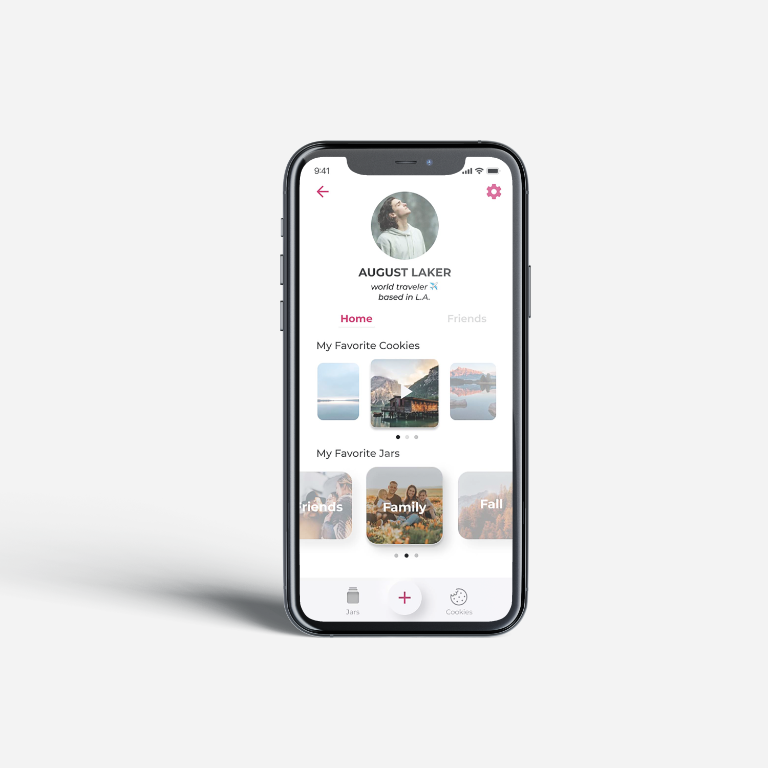 9:41
AUGUST LAKER
world traveler ✈️
based in L.A.
Home Friends
My Favorite Cookies
My Favorite Jars
riends Family Fall
Jars + Cookies